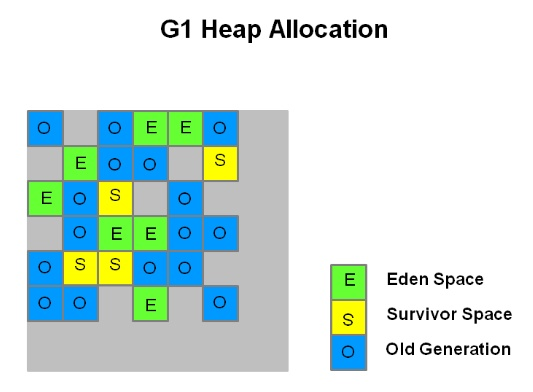 G1 Heap Allocation
O O E E O
E O O S
E O S O
O E E O O
O S S O O
O O E O
E Eden Space
S Survivor Space
O Old Generation